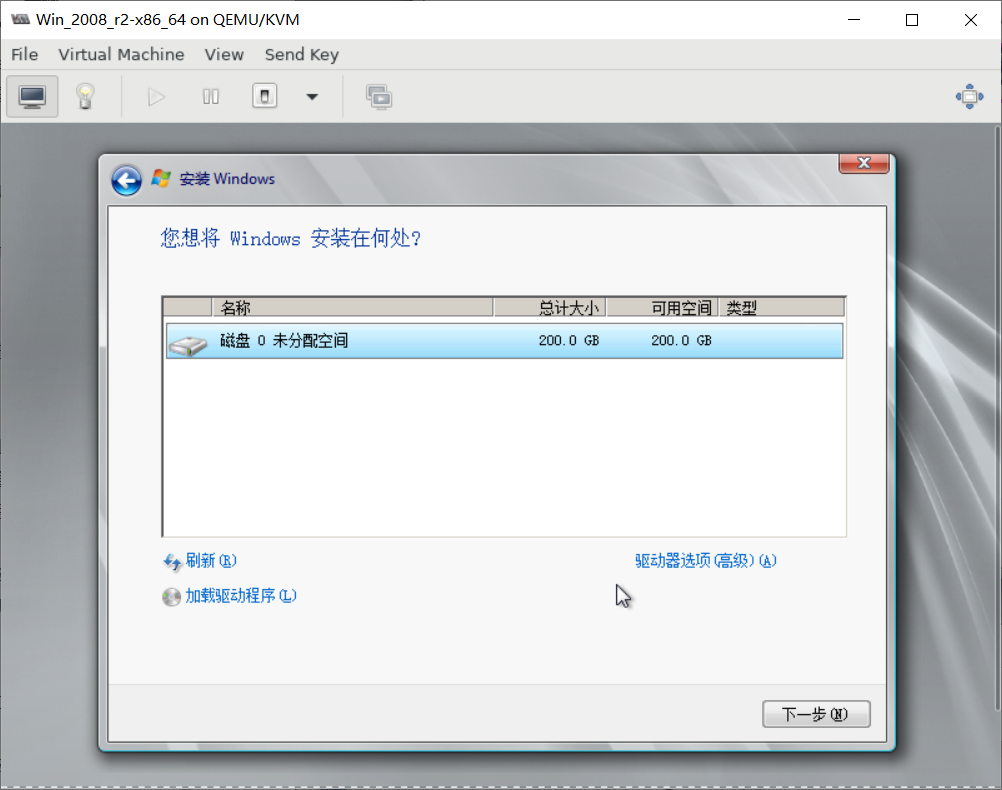 Win_2008_r2-x86_64 on QEMU/KVM
File Virtual Machine View Send Key
安装 Windows
您想将 Windows 安装在何处?
名称 总计大小 可用空间 类型
磁盘 0 未分配空间 200.0 GB 200.0 GB
刷新(R) 驱动器选项(高级)(A)
加载驱动程序(L)
下一步(N)